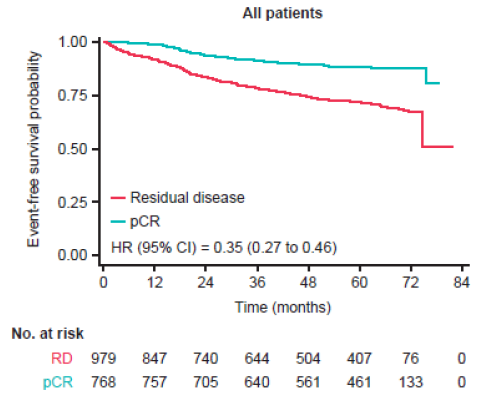 All patients
Event-free survival probability
1.00
0.75
0.50
0.25
0.00
Residual disease
pCR
HR (95% CI) = 0.35 (0.27 to 0.46)
0 12 24 36 48 60 72 84
Time (months)
No. at risk
RD 979 847 740 644 504 407 76 0
pCR 768 757 705 640 561 461 133 0